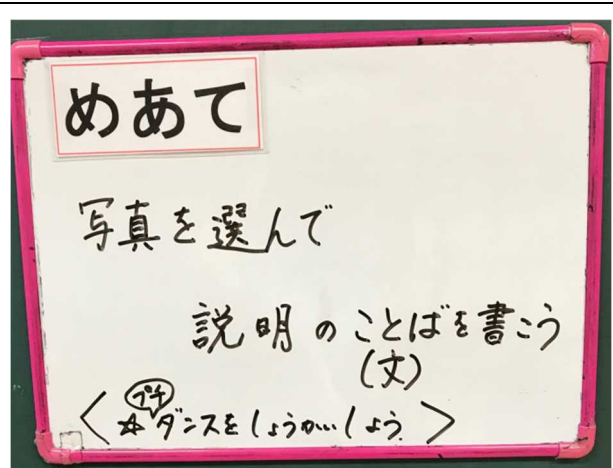 めあて
写真を選んで
説明のことばを書こう
(文)
プチ
〈☆ダンスをしょうかいしよう〉